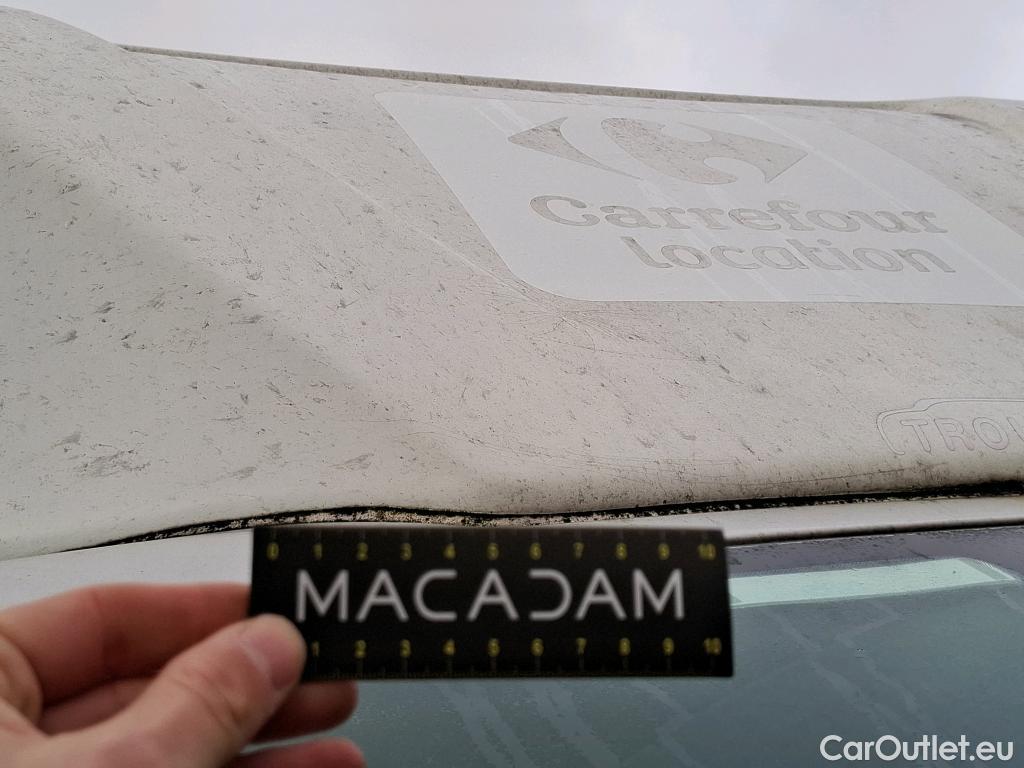 Carrefour
location
TROU
0 1 2 3 4 5 6 7 8 9 10
MACADAM
1 2 3 4 5 6 7 8 9 10
CarOutlet.eu